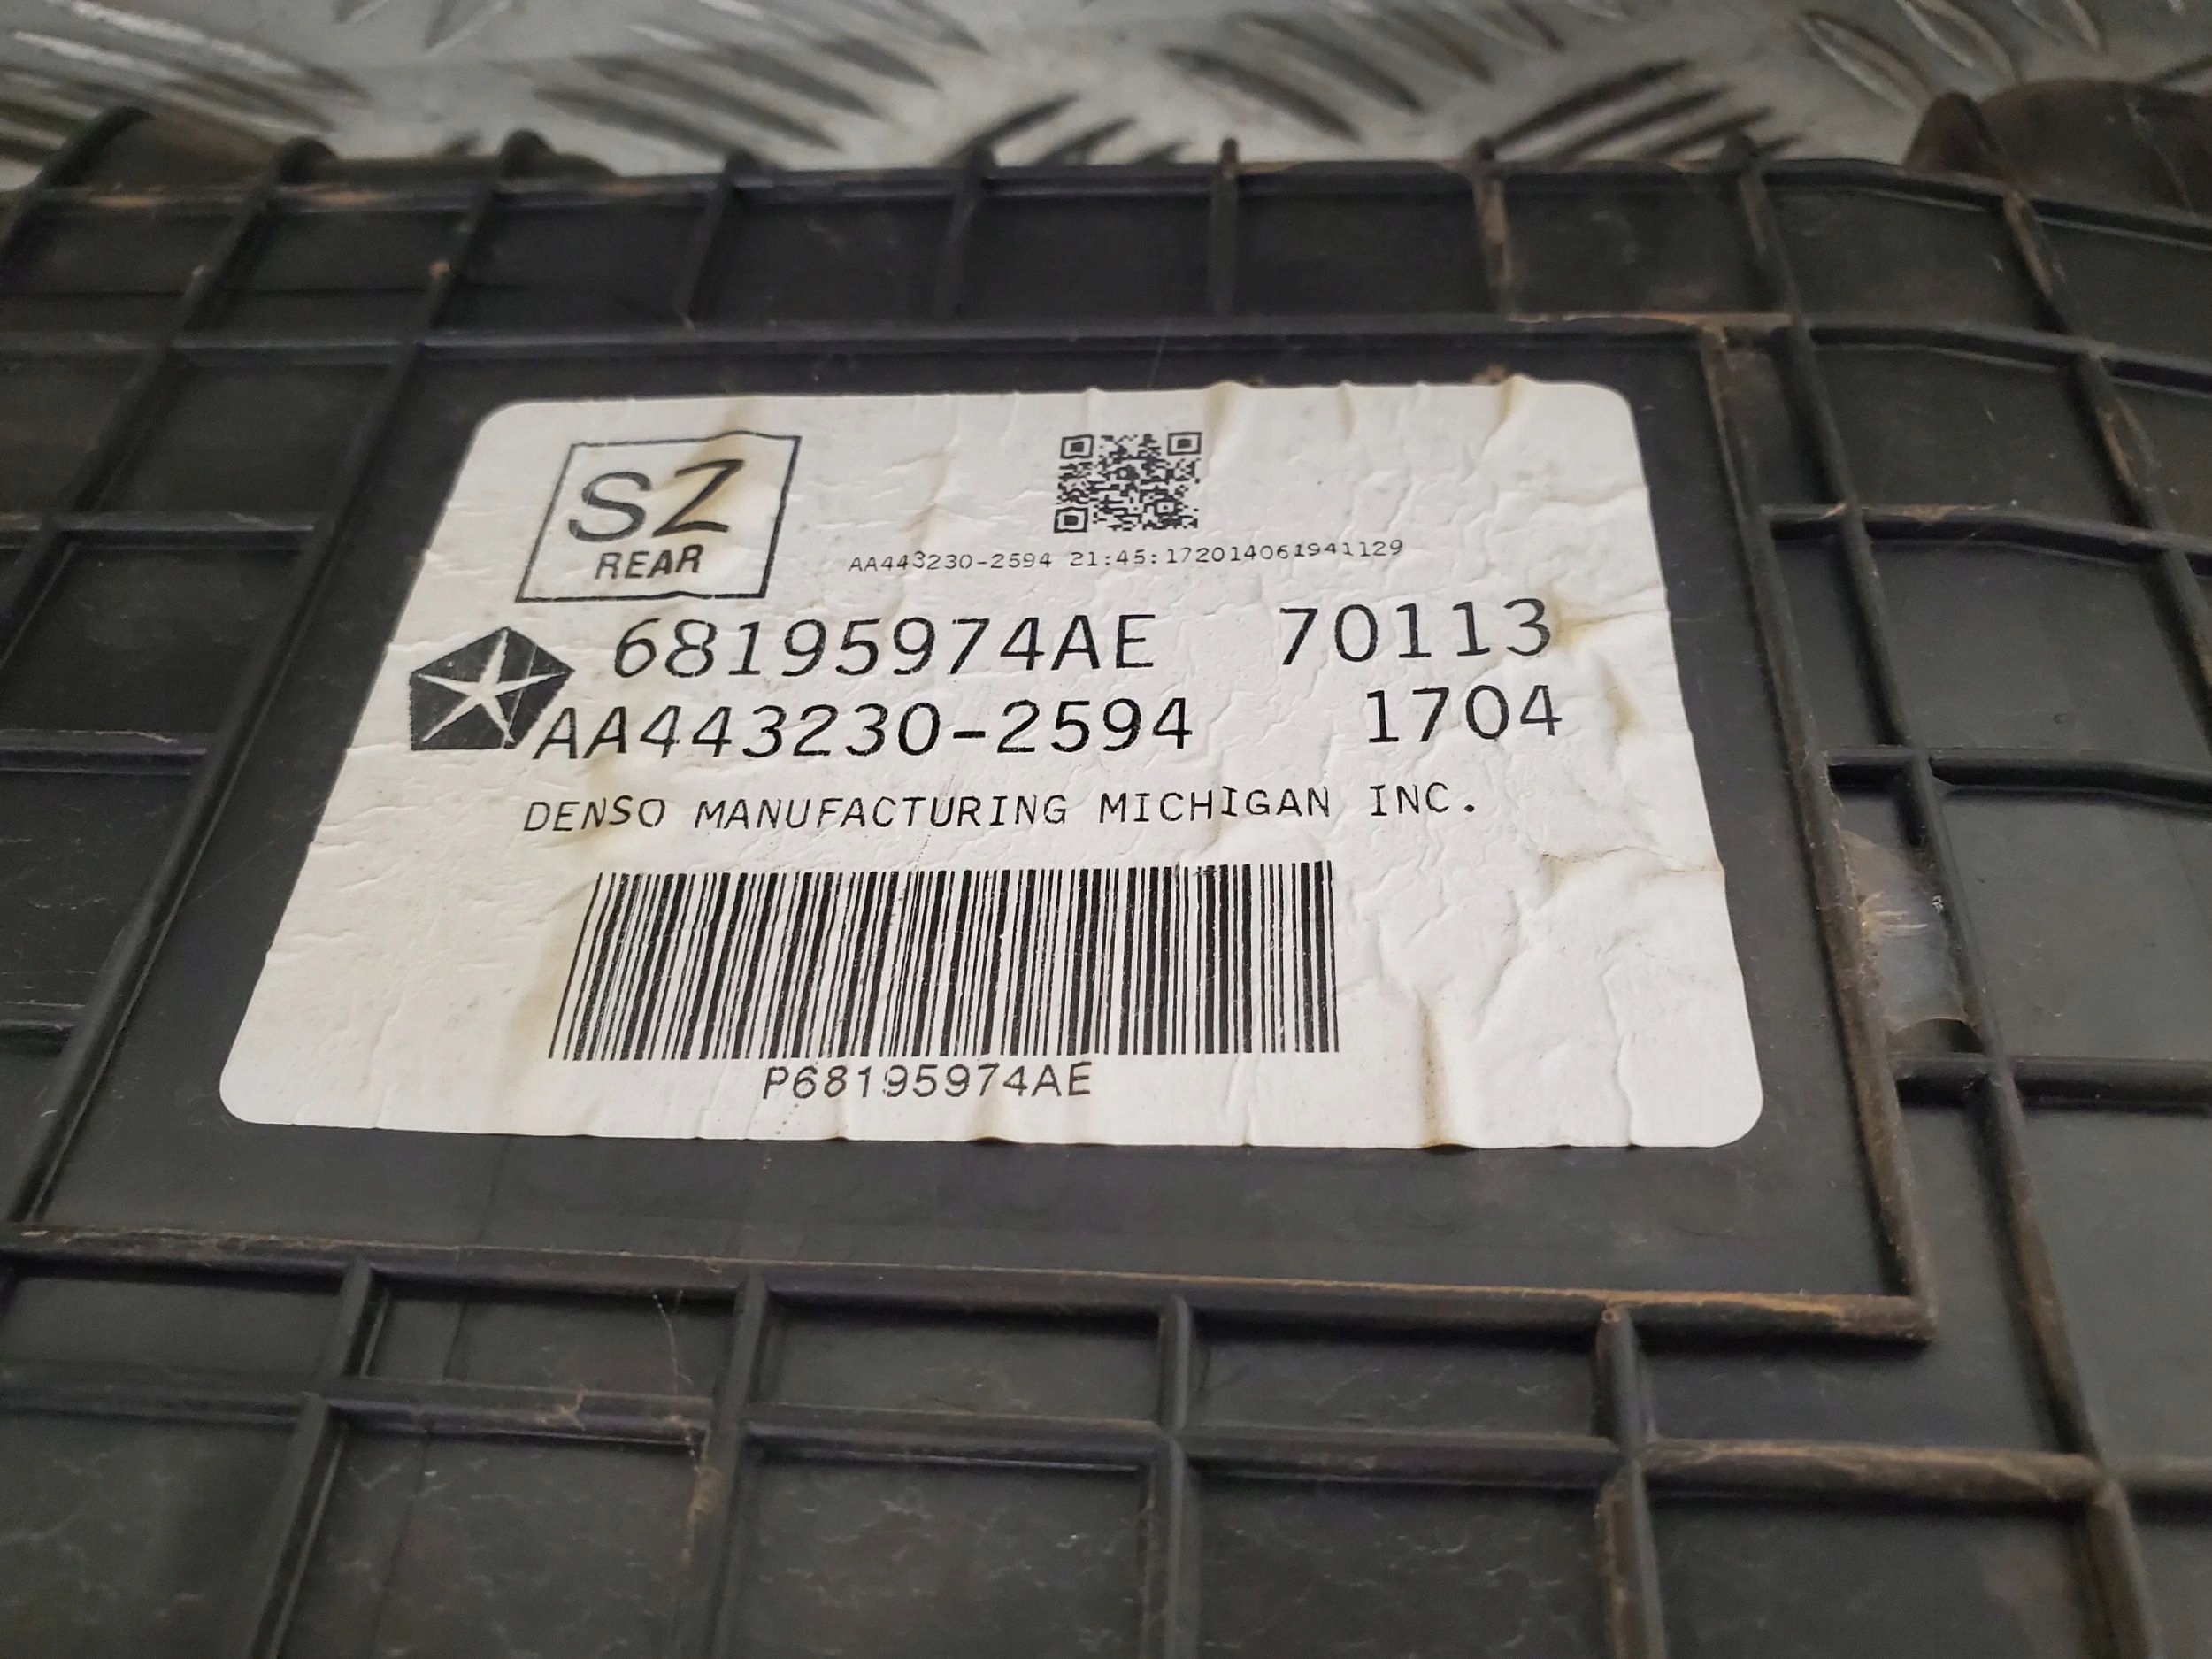 SZ
REAR
AA443230-2594 21:45:172014061941129
68195974AE 70113
AA443230-2594 1704
DENSO MANUFACTURING MICHIGAN INC.
P68195974AE